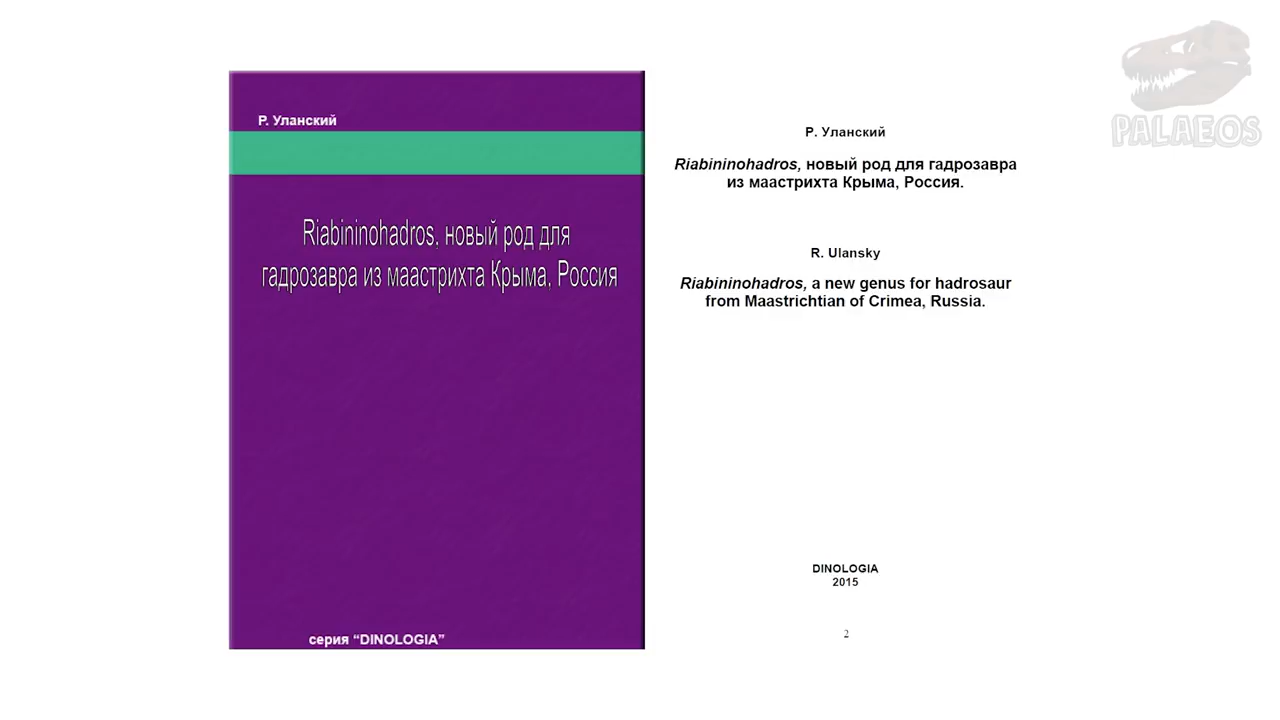 Р. Уланский
Riabininohadros, новый род для
гадрозавра из маастрихта Крыма, Россия
серия “DINOLOGIA”
Р. Уланский
Riabininohadros, новый род для гадрозавра
из маастрихта Крыма, Россия.
R. Ulansky
Riabininohadros, a new genus for hadrosaur
from Maastrichtian of Crimea, Russia.
DINOLOGIA
2015
2
PALAEOS